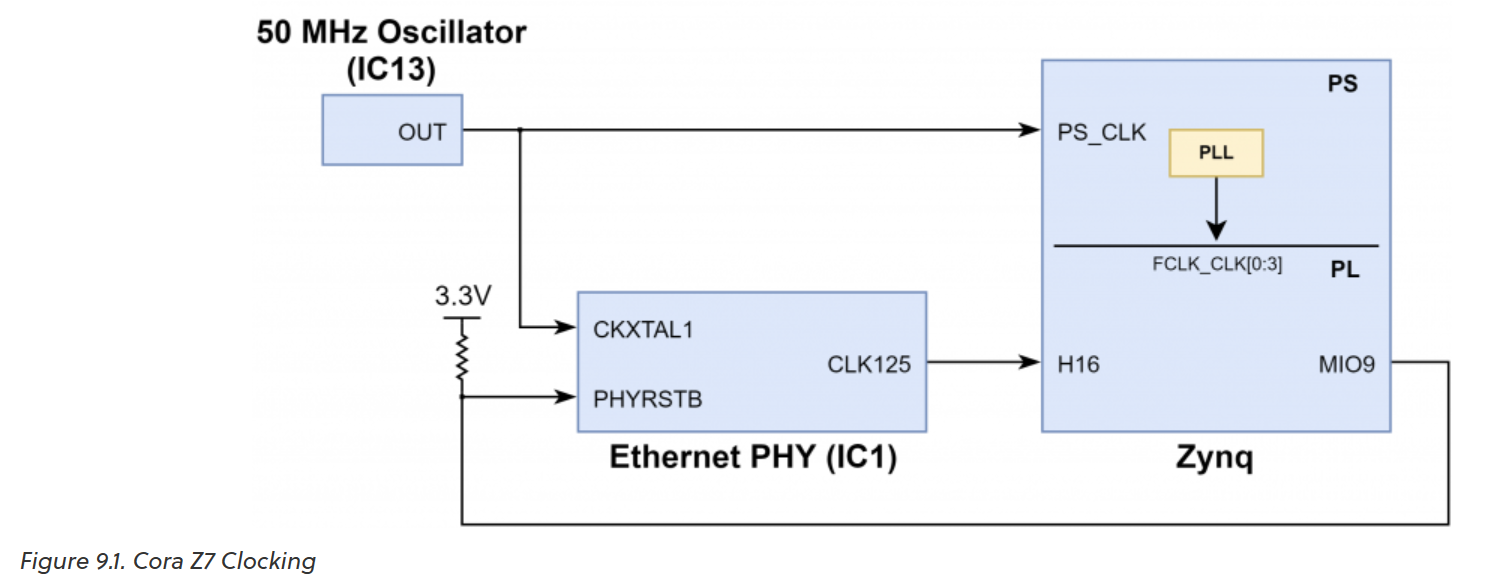 50 MHz Oscillator
(IC13)
OUT
PS
PS_CLK
PLL
FCLK_CLK[0:3]
PL
3.3V
CKXTAL1
CLK125
PHYRSTB
H16
MIO9
Ethernet PHY (IC1)
Zynq
Figure 9.1. Cora Z7 Clocking